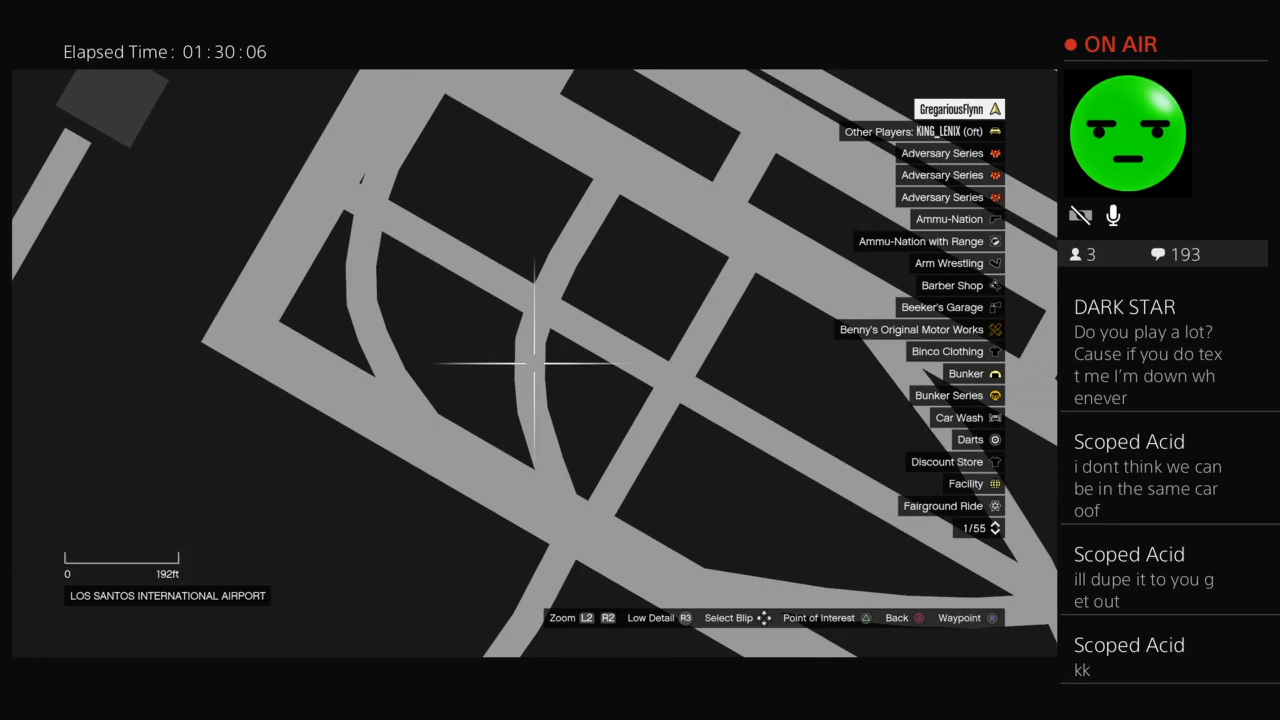 Elapsed Time: 01:30:06
ON AIR
GregariousFlynn
Other Players: KING_LENIX (0ft)
Adversary Series
Adversary Series
Adversary Series
Ammu-Nation
Ammu-Nation with Range
Arm Wrestling
Barber Shop
Beeker's Garage
Benny's Original Motor Works
Binco Clothing
Bunker
Bunker Series
Car Wash
Darts
Discount Store
Facility
Fairground Ride
1/55
3 193
DARK STAR
Do you play a lot?
Cause if you do tex
t me I'm down wh
enever
Scoped Acid
i dont think we can
be in the same car
oof
Scoped Acid
ill dupe it to you g
et out
Scoped Acid
kk
0 192ft
LOS SANTOS INTERNATIONAL AIRPORT
Zoom L2 R2 Low Detail R3 Select Blip Point of Interest Back Waypoint